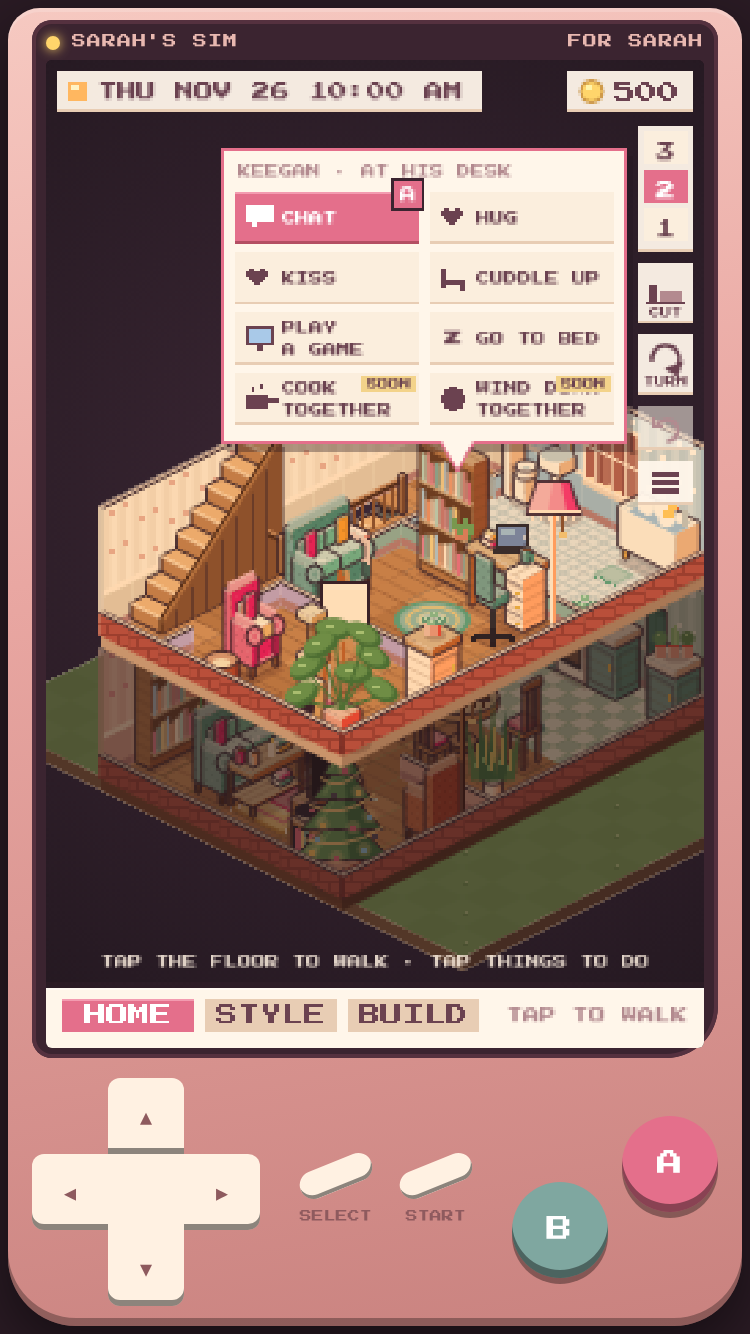 SARAH'S SIM
FOR SARAH
THU NOV 26 10:00 AM
500
3
2
1
CUT
TURN
KEEGAN · AT HIS DESK
A
CHAT
HUG
KISS
CUDDLE UP
PLAY
A GAME
GO TO BED
COOK
TOGETHER
SOON
WIND
TOGETHER
SOON
TAP THE FLOOR TO WALK · TAP THINGS TO DO
HOME
STYLE
BUILD
TAP TO WALK
SELECT
START
B
A